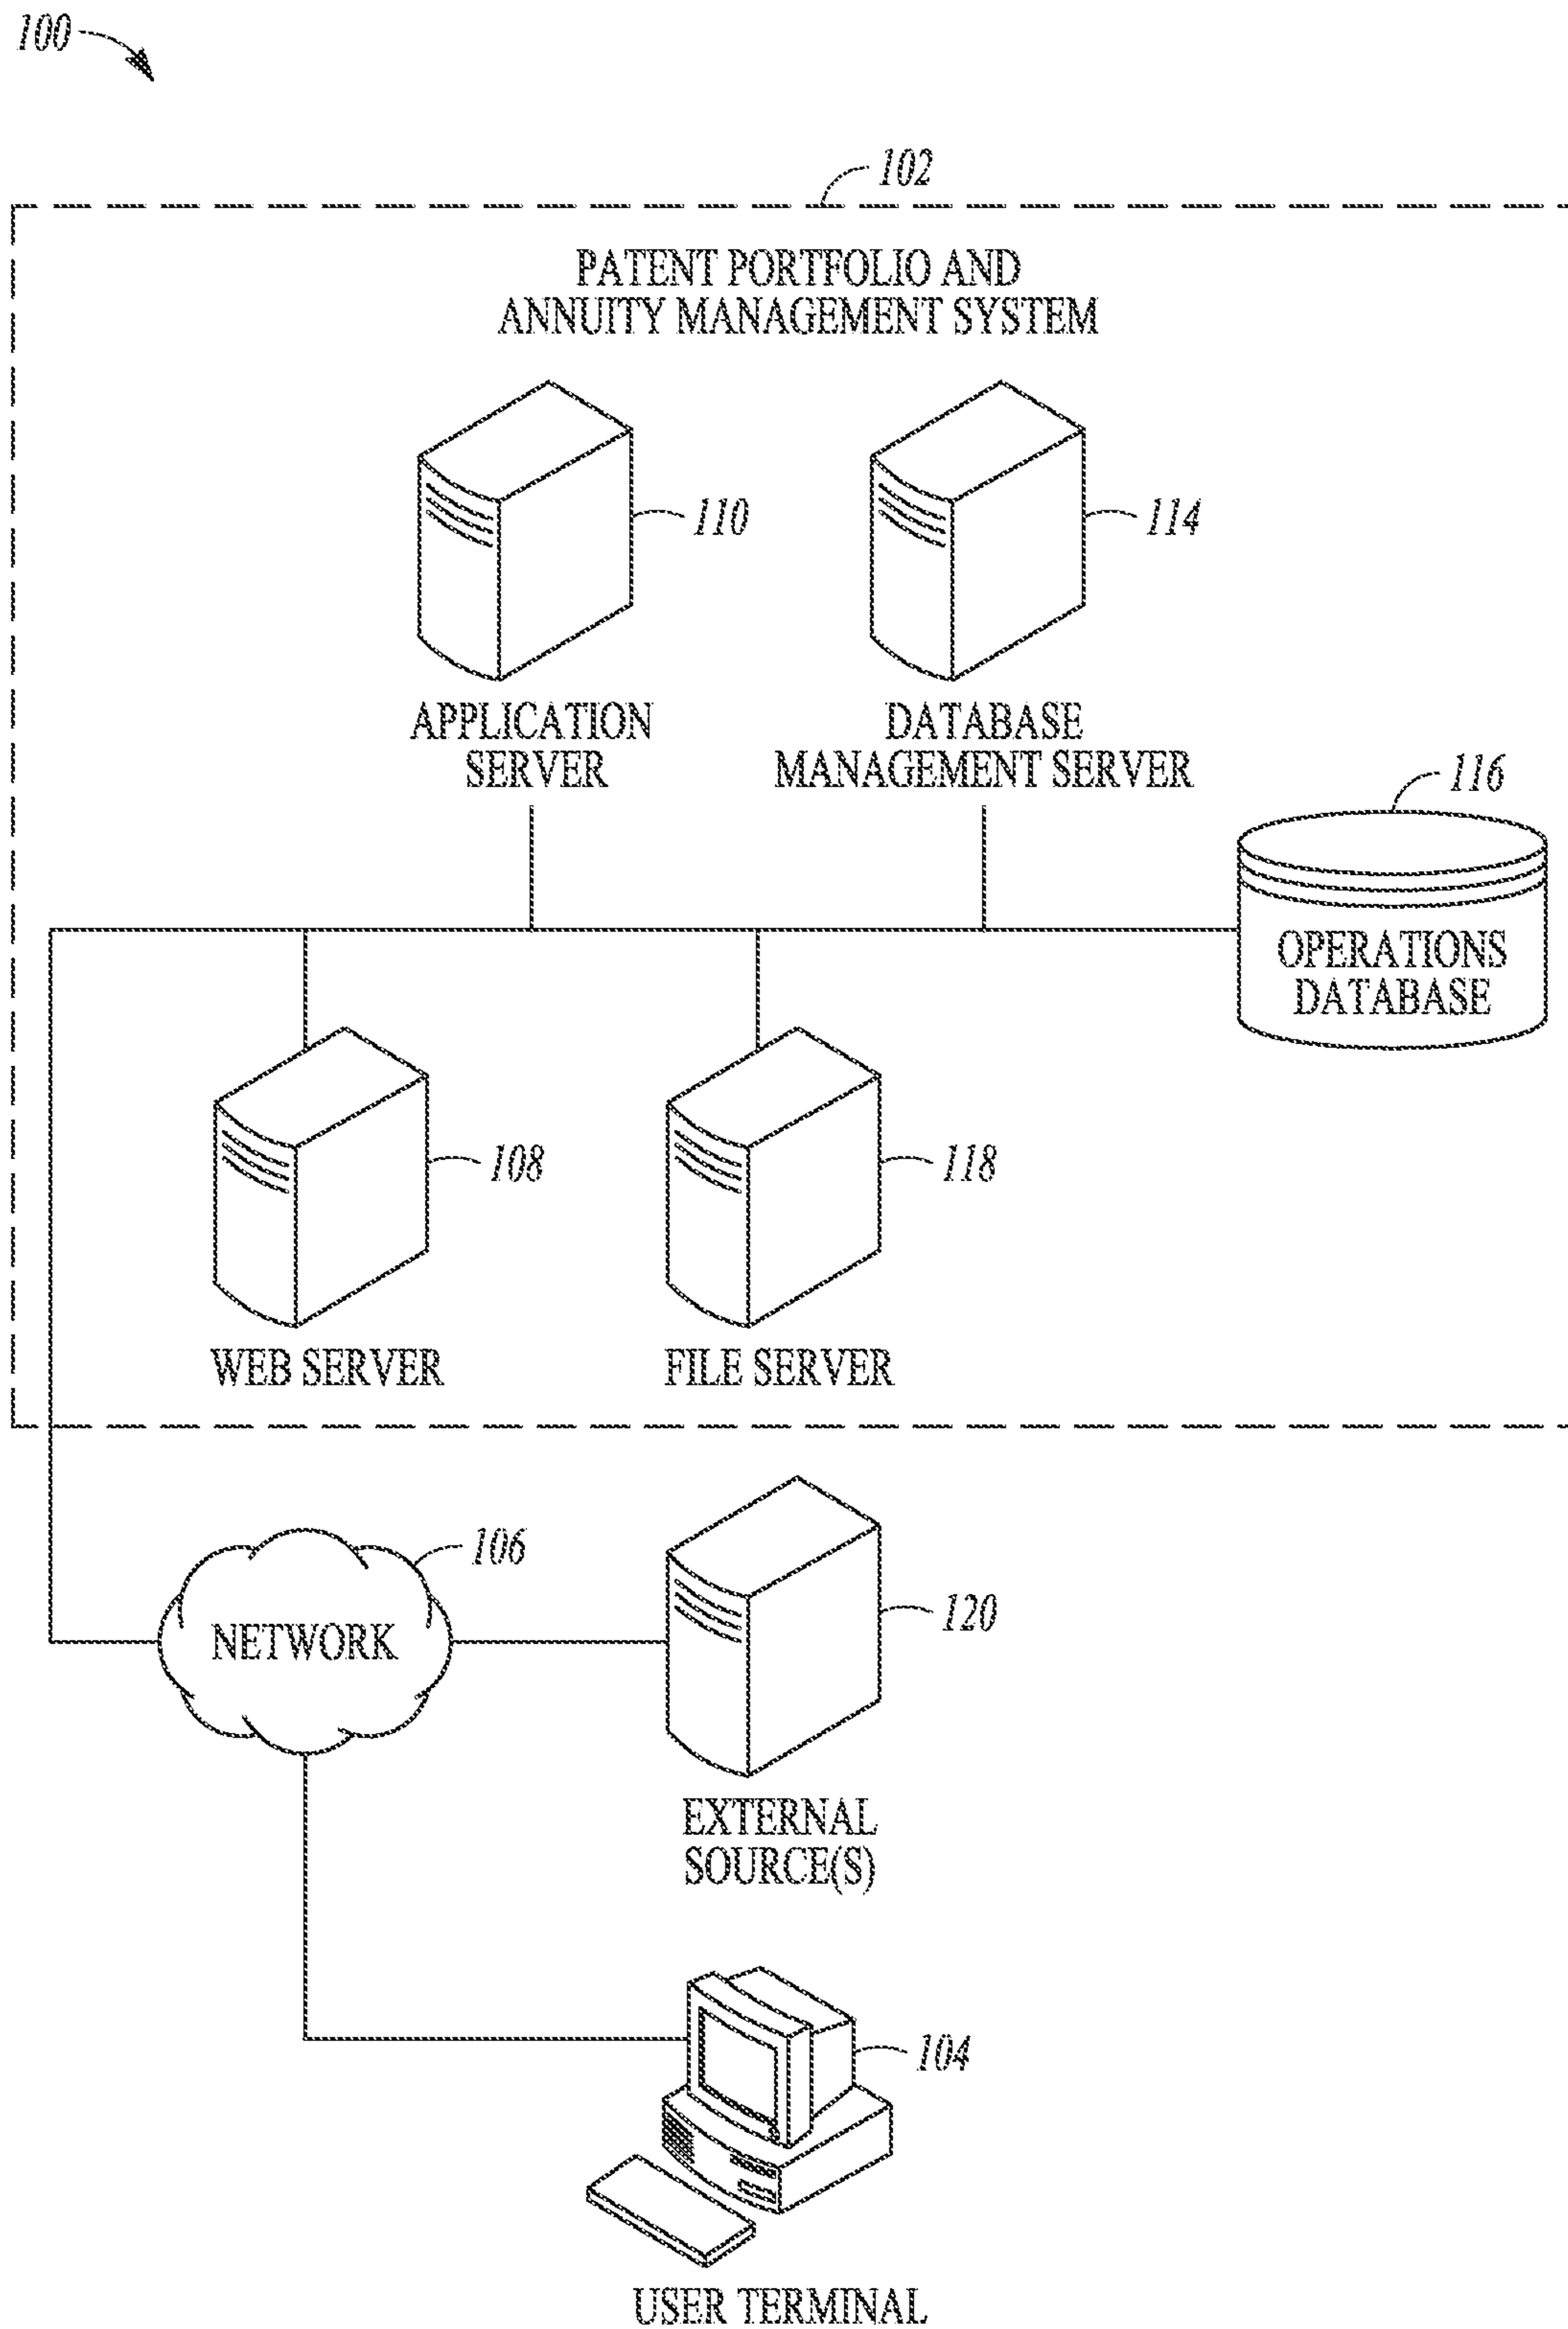 100
102
PATENT PORTFOLIO AND
ANNUITY MANAGEMENT SYSTEM
110
114
APPLICATION
SERVER
DATABASE
MANAGEMENT SERVER
116
OPERATIONS
DATABASE
108
118
WEB SERVER
FILE SERVER
106
NETWORK
120
EXTERNAL
SOURCE(S)
104
USER TERMINAL